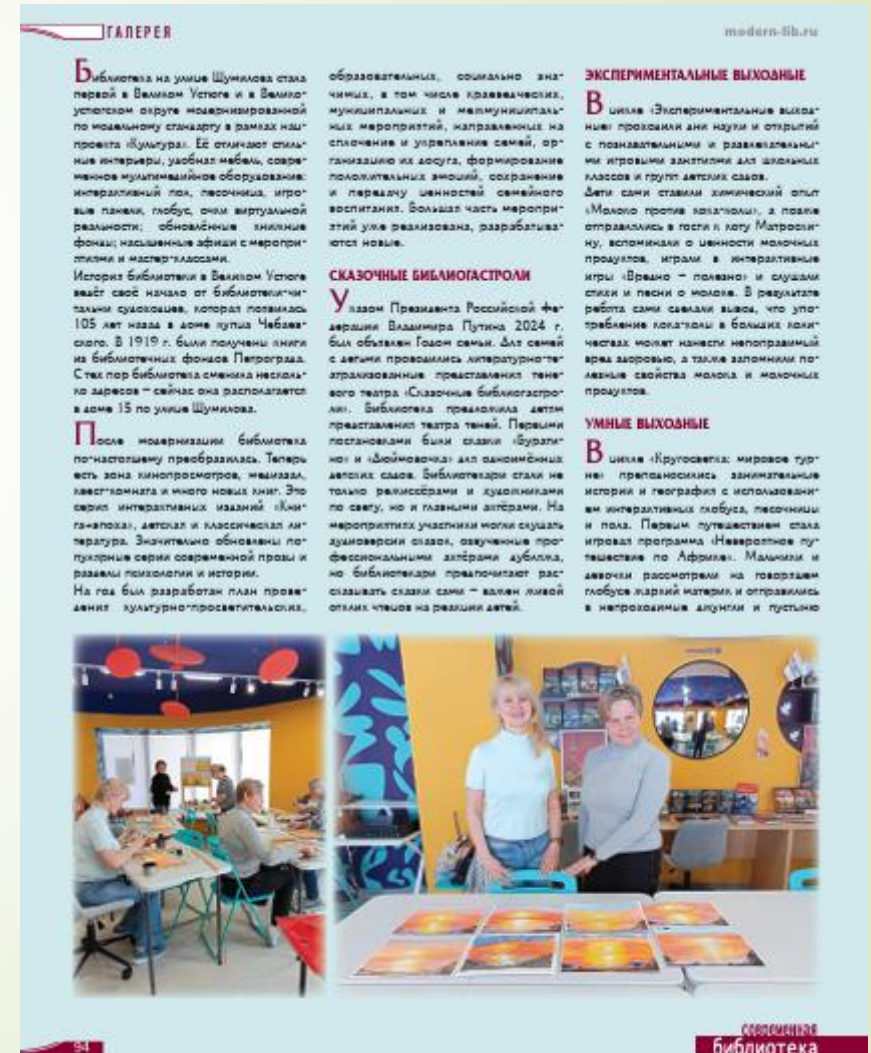 ГАЛЕРЕЯ
modern-lib.ru
Библиотека на улице Шумилова стала
первой в Великом Устюге и в Велико-
устюгском округе модернизированной
по модельному стандарту в рамках нац-
проекта «Культура». Её отличают стиль-
ные интерьеры, удобная мебель, совре-
менное мультимедийное оборудование:
интерактивный пол, песочница, игро-
вые панели, глобус, очки виртуальной
реальности; обновлённые книжные
фонды; насыщенные афиши с меропри-
ятиями и мастер-классами.
История библиотеки в Великом Устюге
ведёт своё начало от библиотеки-чи-
тальни судоходцев, которая появилась
105 лет назад в доме купца Чебаев-
ского. В 1919 г. были получены книги
из библиотечных фондов Петрограда.
С тех пор библиотека сменила несколь-
ко адресов – сейчас она располагается
в доме 15 по улице Шумилова.
После модернизации библиотека
по-настоящему преобразилась. Теперь
есть зона кинопросмотров, медиазал,
квест-комната и много новых книг. Это
серия интерактивных изданий «Кни-
га+эпоха», детская и классическая ли-
тература. Значительно обновлены по-
пулярные серии современной прозы и
разделы психологии и истории.
На год был разработан план прове-
дения культурно-просветительских,
образовательных, социально зна-
чимых, в том числе краеведческих,
муниципальных и межмуниципаль-
ных мероприятий, направленных на
сплочение и укрепление семей, ор-
ганизацию их досуга, формирование
положительных эмоций, сохранение
и передачу ценностей семейного
воспитания. Большая часть меропри-
ятий уже реализована, разрабатыва-
ются новые.
СКАЗОЧНЫЕ БИБЛИОГАСТРОЛИ
Указом Президента Российской Фе-
дерации Владимира Путина 2024 г.
был объявлен Годом семьи. Для семей
с детьми проводились литературно-те-
атрализованные представления тене-
вого театра «Сказочные библиогастро-
ли». Библиотека предложила детям
представления театра теней. Первыми
постановками были сказки «Бурати-
но» и «Дюймовочка» для одноимённых
детских садов. Библиотекари стали не
только режиссёрами и художниками
по свету, но и главными актёрами. На
мероприятиях участники могли слушать
аудиоверсии сказок, озвученные про-
фессиональными актёрами дубляжа,
но библиотекари предпочитают рас-
сказывать сказки сами – важен живой
отклик чтецов на реакции детей.
ЭКСПЕРИМЕНТАЛЬНЫЕ ВЫХОДНЫЕ
В цикле «Экспериментальные выход-
ные» проходили дни науки и открытий
с познавательными и развлекательны-
ми игровыми занятиями для школьных
классов и групп детских садов.
Дети сами ставили химический опыт
«Молоко против кока-колы», а позже
отправлялись в гости к коту Матроски-
ну, вспоминали о ценности молочных
продуктов, играли в интерактивные
игры «Вредно – полезно» и слушали
стихи и песни о молоке. В результате
ребята сами сделали вывод, что упо-
требление кока-колы в больших коли-
чествах может нанести непоправимый
вред здоровью, а также запомнили по-
лезные свойства молока и молочных
продуктов.
УМНЫЕ ВЫХОДНЫЕ
В цикле «Кругосветка: мировое тур-
не» преподносились занимательные
истории и география с использовани-
ем интерактивных глобуса, песочницы
и пола. Первым путешествием стала
игровая программа «Невероятное пу-
тешествие по Африке». Мальчики и
девочки рассмотрели на говорящем
глобусе жаркий материк и отправились
в непроходимые джунгли и пустыню
94
современная
библиотека